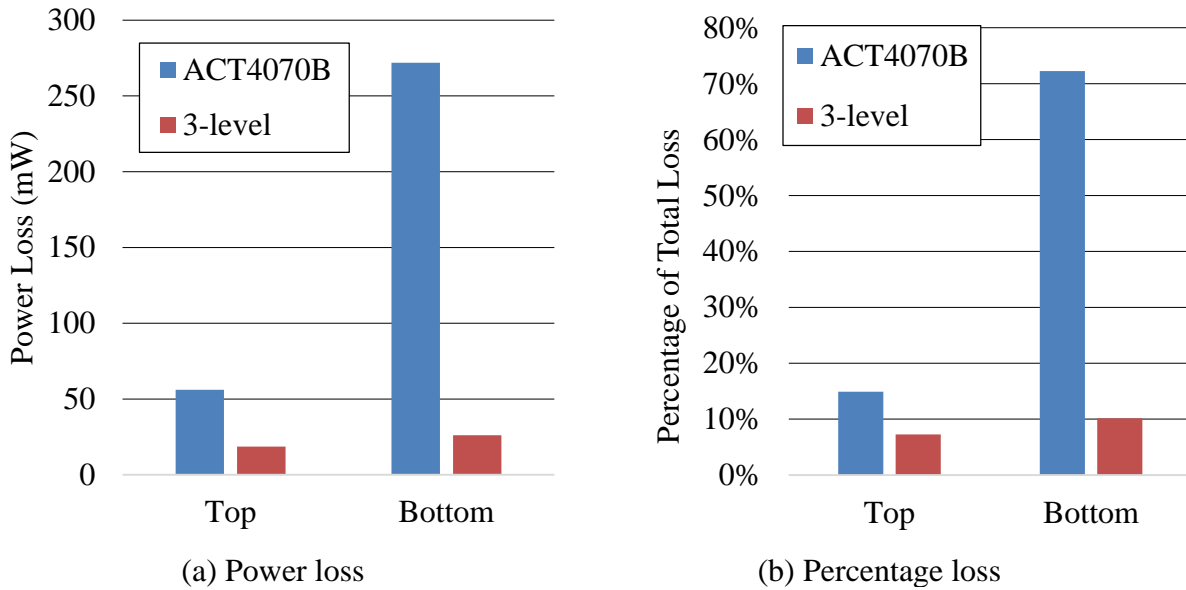 300
250
200
150
100
50
0
Power Loss (mW)
ACT4070B
3-level
Top
Bottom
(a) Power loss
80%
70%
60%
50%
40%
30%
20%
10%
0%
Percentage of Total Loss
ACT4070B
3-level
Top
Bottom
(b) Percentage loss